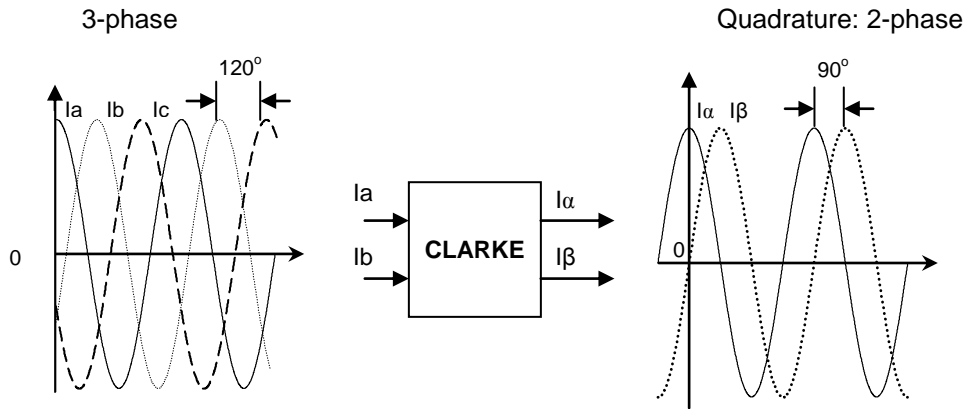 3-phase
Quadrature: 2-phase
120°
Ia Ib Ic
0
Ia
Ib
CLARKE
Iα
Iβ
90°
Iα Iβ
0